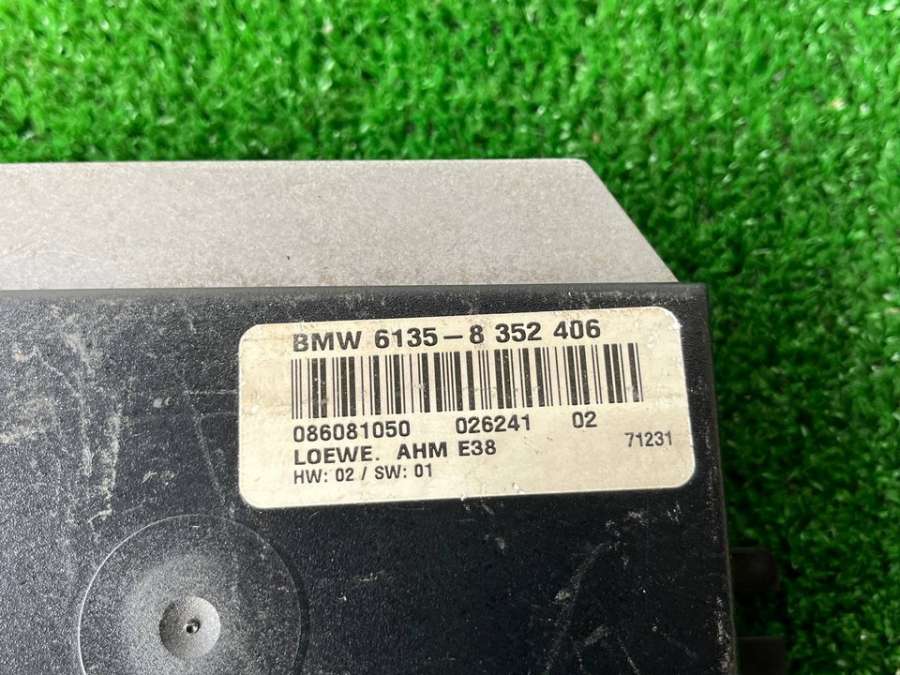 BMW 6135-8 352 406
086081050 026241 02
LOEWE. AHM E38 71231
HW: 02 / SW: 01